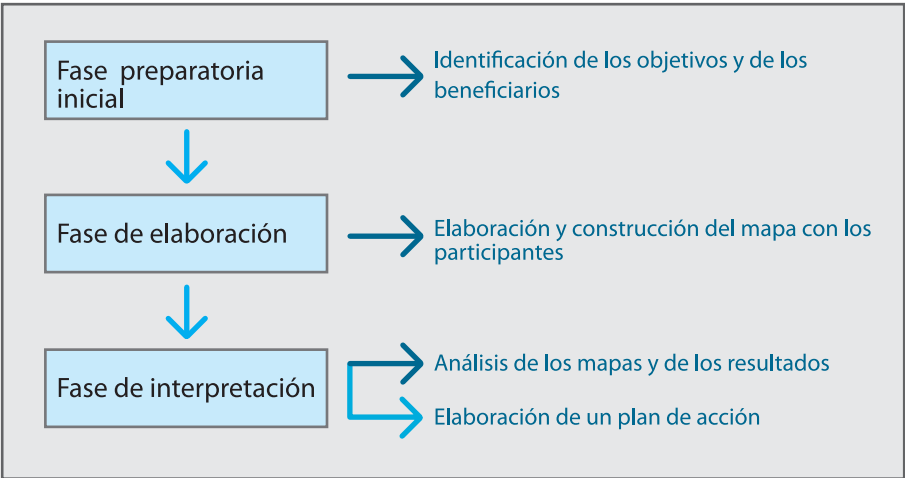 Fase preparatoria
inicial
Identificación de los objetivos y de los
beneficiarios
Fase de elaboración
Elaboración y construcción del mapa con los
participantes
Fase de interpretación
Análisis de los mapas y de los resultados
Elaboración de un plan de acción